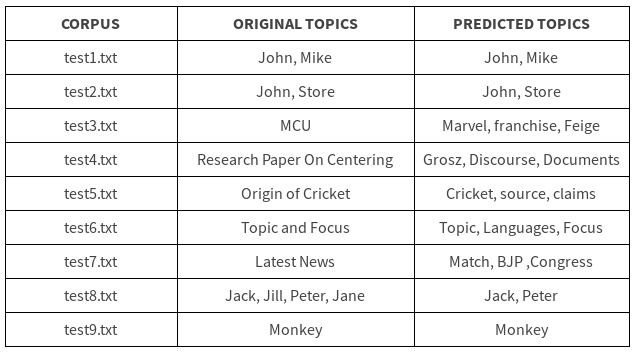 CORPUS ORIGINAL TOPICS PREDICTED TOPICS
test1.txt John, Mike John, Mike
test2.txt John, Store John, Store
test3.txt MCU Marvel, franchise, Feige
test4.txt Research Paper On Centering Grosz, Discourse, Documents
test5.txt Origin of Cricket Cricket, source, claims
test6.txt Topic and Focus Topic, Languages, Focus
test7.txt Latest News Match, BJP ,Congress
test8.txt Jack, Jill, Peter, Jane Jack, Peter
test9.txt Monkey Monkey